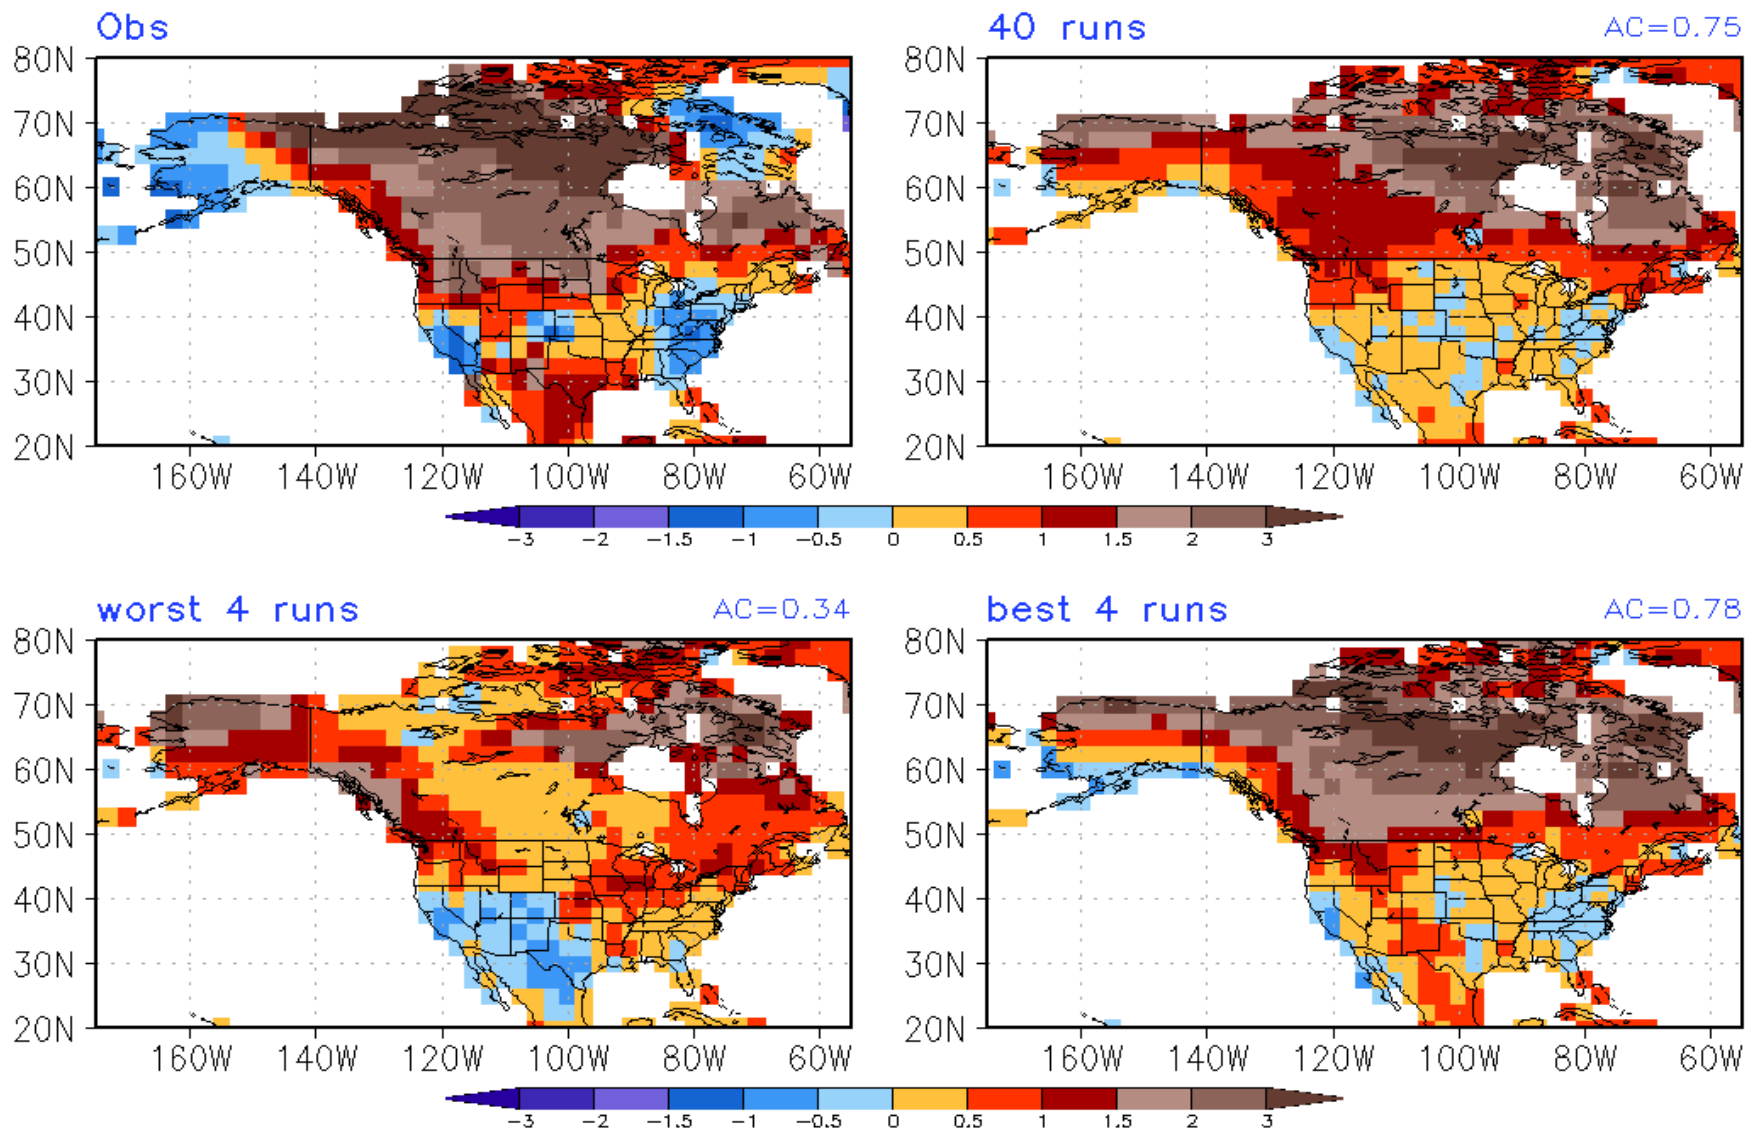 Obs
40 runs AC=0.75
80N 80N
70N 70N
60N 60N
50N 50N
40N 40N
30N 30N
20N 20N
160W 140W 120W 100W 80W 60W 160W 140W 120W 100W 80W 60W
-3 -2 -1.5 -1 -0.5 0 0.5 1 1.5 2 3
worst 4 runs AC=0.34
best 4 runs AC=0.78
80N 80N
70N 70N
60N 60N
50N 50N
40N 40N
30N 30N
20N 20N
160W 140W 120W 100W 80W 60W 160W 140W 120W 100W 80W 60W
-3 -2 -1.5 -1 -0.5 0 0.5 1 1.5 2 3